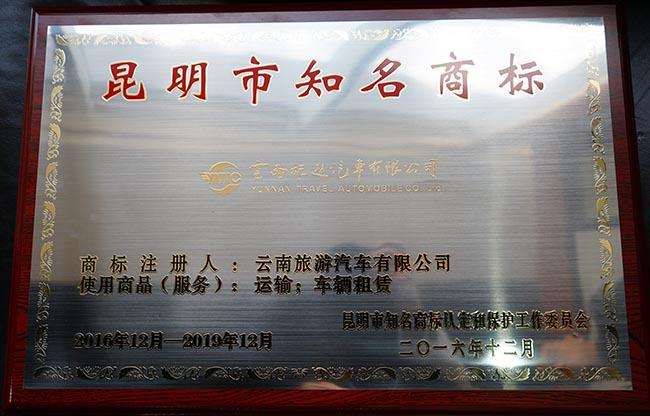 昆明市知名商标
YNTC
云南旅游汽车有限公司
YUNNAN TRAVEL AUTOMOBILE CO., LTD
商标注册人：云南旅游汽车有限公司
使用商品（服务）：运输；车辆租赁
昆明市知名商标认定和保护工作委员会
2016年12月—2019年12月
二〇一六年十二月